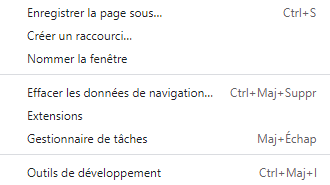 Enregistrer la page sous... Ctrl+S
Créer un raccourci...
Nommer la fenêtre
Effacer les données de navigation... Ctrl+Maj+Suppr
Extensions
Gestionnaire de tâches Maj+Échap
Outils de développement Ctrl+Maj+I